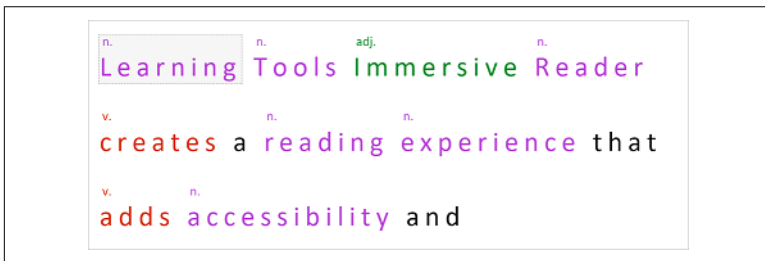 n. n. adj. n.
Learning Tools Immersive Reader
v. n. n.
creates a reading experience that
v. n.
adds accessibility and